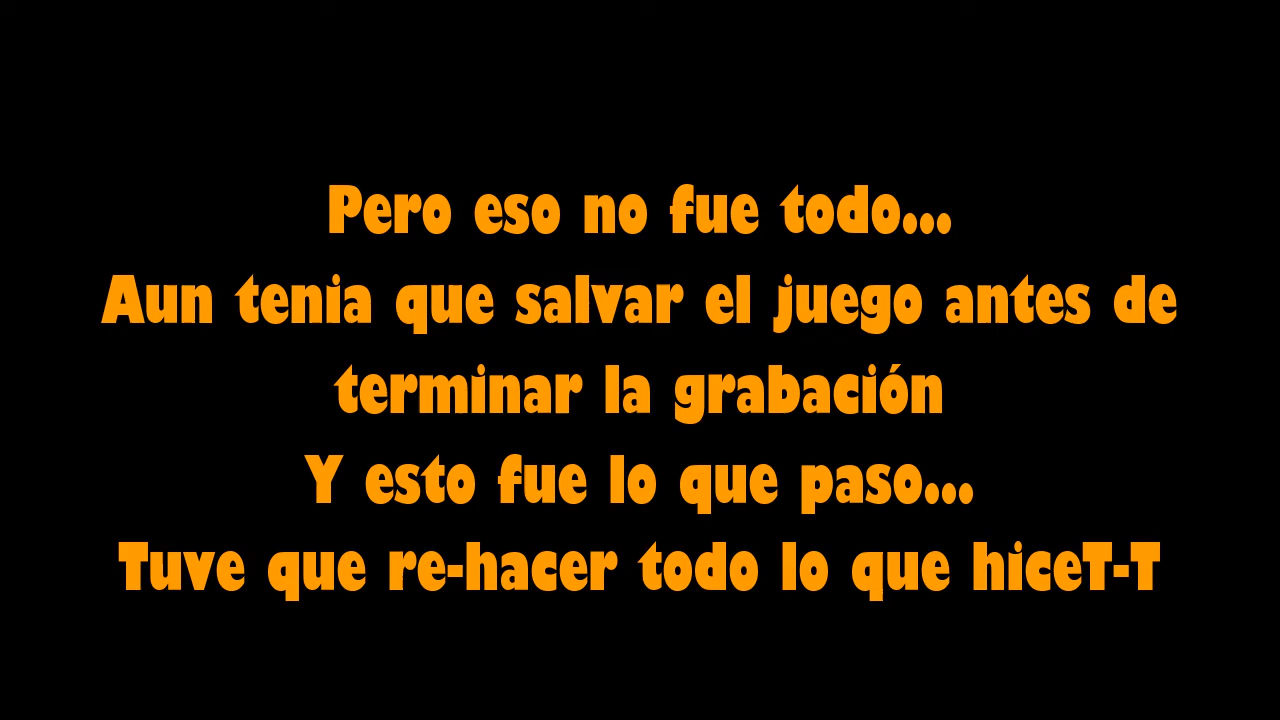 Pero eso no fue todo...
Aun tenia que salvar el juego antes de
terminar la grabación
Y esto fue lo que paso...
Tuve que re-hacer todo lo que hiceT-T